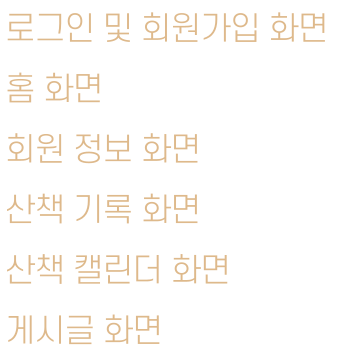 로그인 및 회원가입 화면
홈 화면
회원 정보 화면
산책 기록 화면
산책 캘린더 화면
게시글 화면